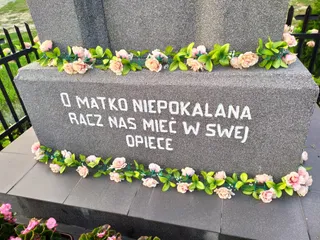 O MATKO NIEPOKALANA
RACZ NAS MIEĆ W SWEJ
OPIECE